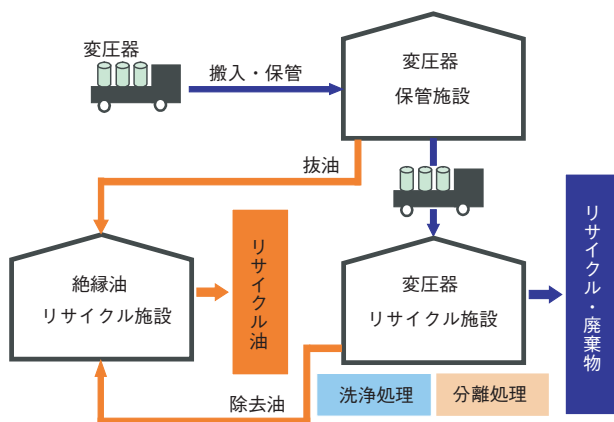 変圧器
搬入・保管
変圧器
保管施設
抜油
絶縁油
リサイクル施設
リサイクル油
変圧器
リサイクル施設
リサイクル・廃棄物
除去油
洗浄処理
分離処理